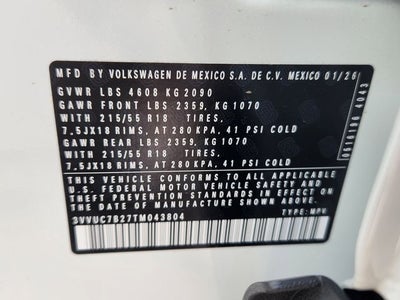 MFD BY VOLKSWAGEN DE MEXICO S.A. DE C.V. MEXICO 01/26
GVWR LBS 4608 KG 2090
GAWR FRONT LBS 2359, KG1070
WITH 215/55 R18 TIRES,
7,5JX18 RIMS, AT 280 KPA, 41 PSI COLD
GAWR REAR LBS 2359, KG1070
WITH 215/55 R18 TIRES,
7,5JX18 RIMS, AT 280 KPA, 41 PSI COLD
THIS VEHICLE CONFORMS TO ALL APPLICABLE
U.S. FEDERAL MOTOR VEHICLE SAFETY AND
THEFT PREVENTION STANDARDS IN EFFECT ON
THE DATE OF MANUFACTURE SHOWN ABOVE.
3VVUC7B27TM043804 TYPE: MPV
4043